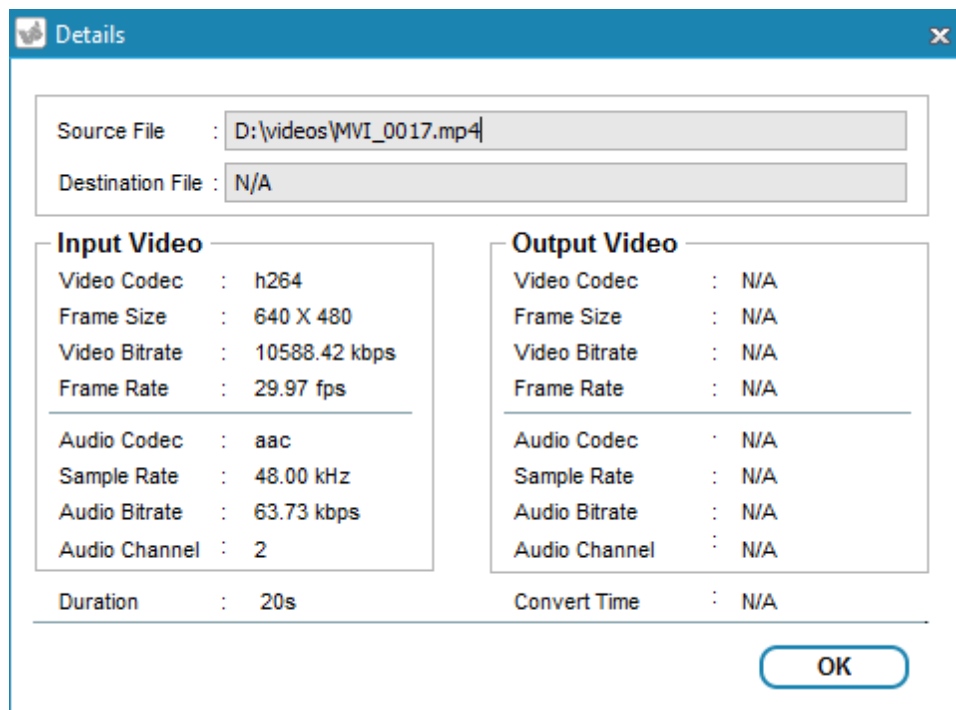 Details
Source File : D:\videos\MVI_0017.mp4
Destination File : N/A
Input Video
Video Codec : h264
Frame Size : 640 X 480
Video Bitrate : 10588.42 kbps
Frame Rate : 29.97 fps
Audio Codec : aac
Sample Rate : 48.00 kHz
Audio Bitrate : 63.73 kbps
Audio Channel : 2
Duration : 20s
Output Video
Video Codec : N/A
Frame Size : N/A
Video Bitrate : N/A
Frame Rate : N/A
Audio Codec : N/A
Sample Rate : N/A
Audio Bitrate : N/A
Audio Channel : N/A
Convert Time : N/A
OK